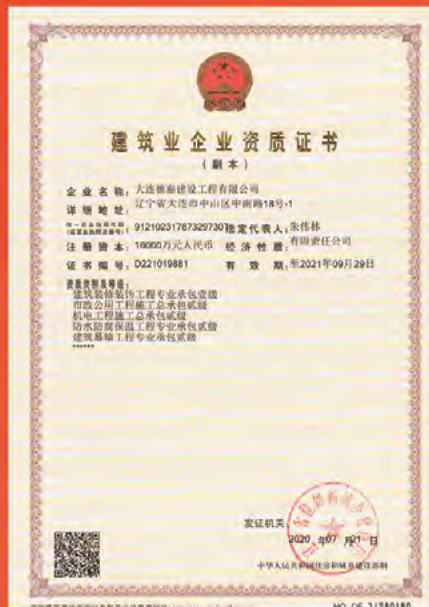 建筑业企业资质证书
（副本）
企业名称：大连德泰建设工程有限公司
详细地址：辽宁省大连市中山区中南路18号-1
统一社会信用代码
（或营业执照注册号）：
91210231787329730 法定代表人：朱伟林
注册资本：16000万元人民币 经济性质：有限责任公司
证书编号：D221019881 有效期：至2021年09月29日
资质类别及等级：
建筑装修装饰工程专业承包壹级
市政公用工程施工总承包贰级
机电工程施工总承包贰级
防水防腐保温工程专业承包贰级
建筑幕墙工程专业承包贰级
******
发证机关：
2020年07月21日
中华人民共和国住房和城乡建设部制